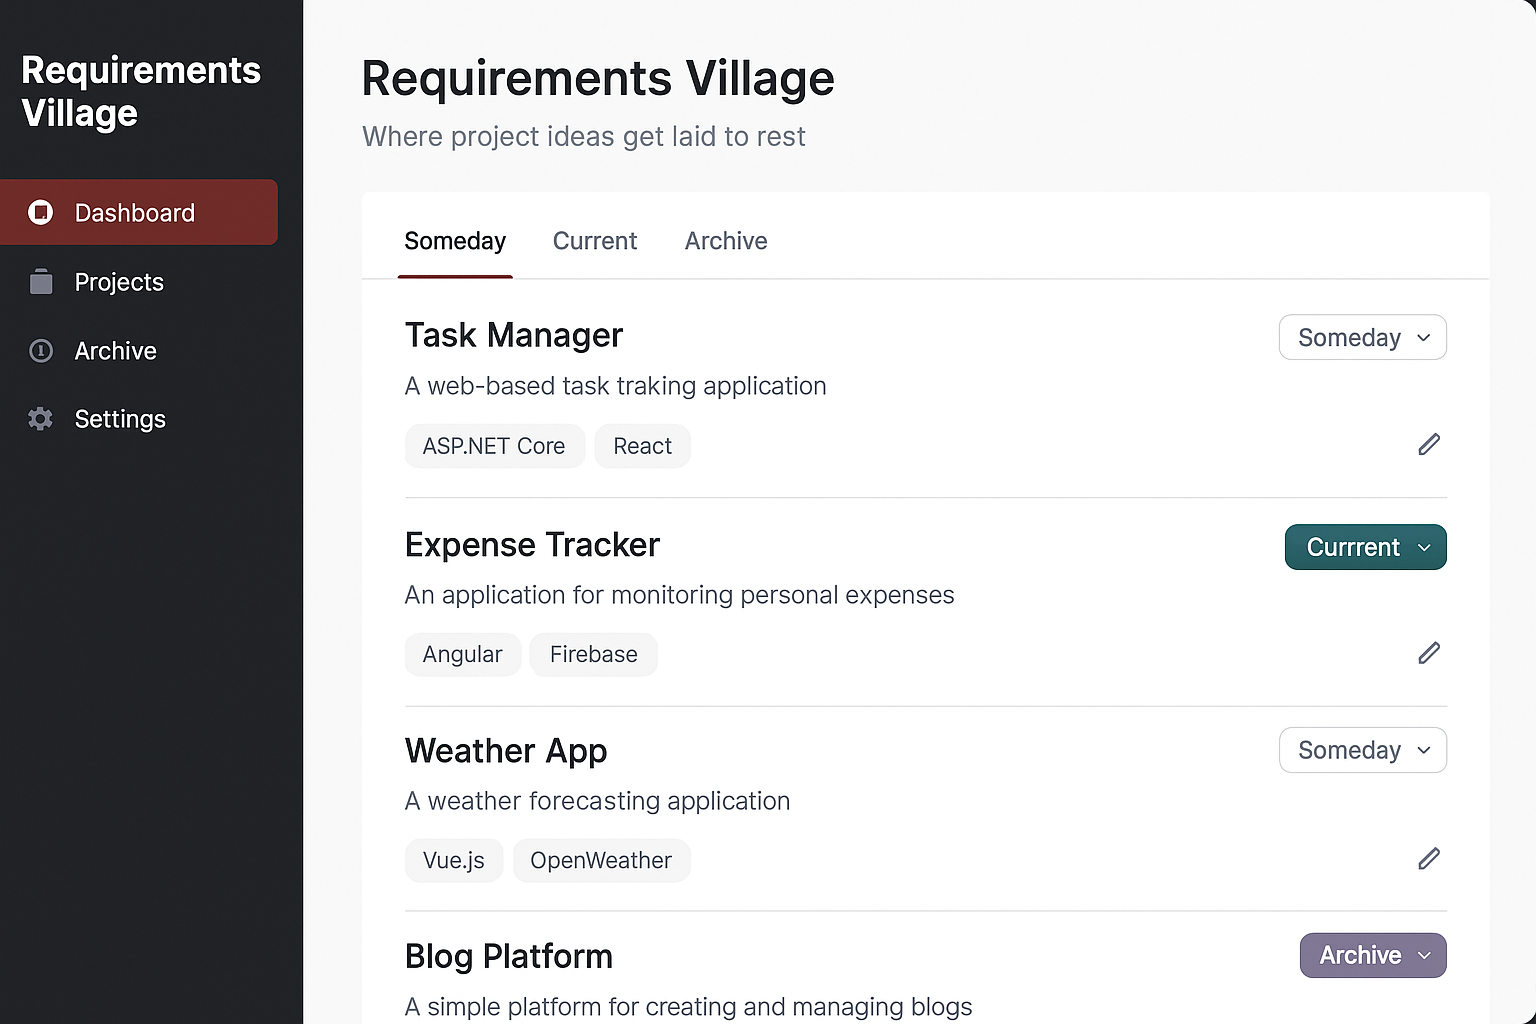 Requirements
Village
Dashboard
Projects
Archive
Settings
Requirements Village
Where project ideas get laid to rest
Someday Current Archive
Task Manager
Someday
A web-based task traking application
ASP.NET Core React
Expense Tracker
Currrent
An application for monitoring personal expenses
Angular Firebase
Weather App
Someday
A weather forecasting application
Vue.js OpenWeather
Blog Platform
Archive
A simple platform for creating and managing blogs